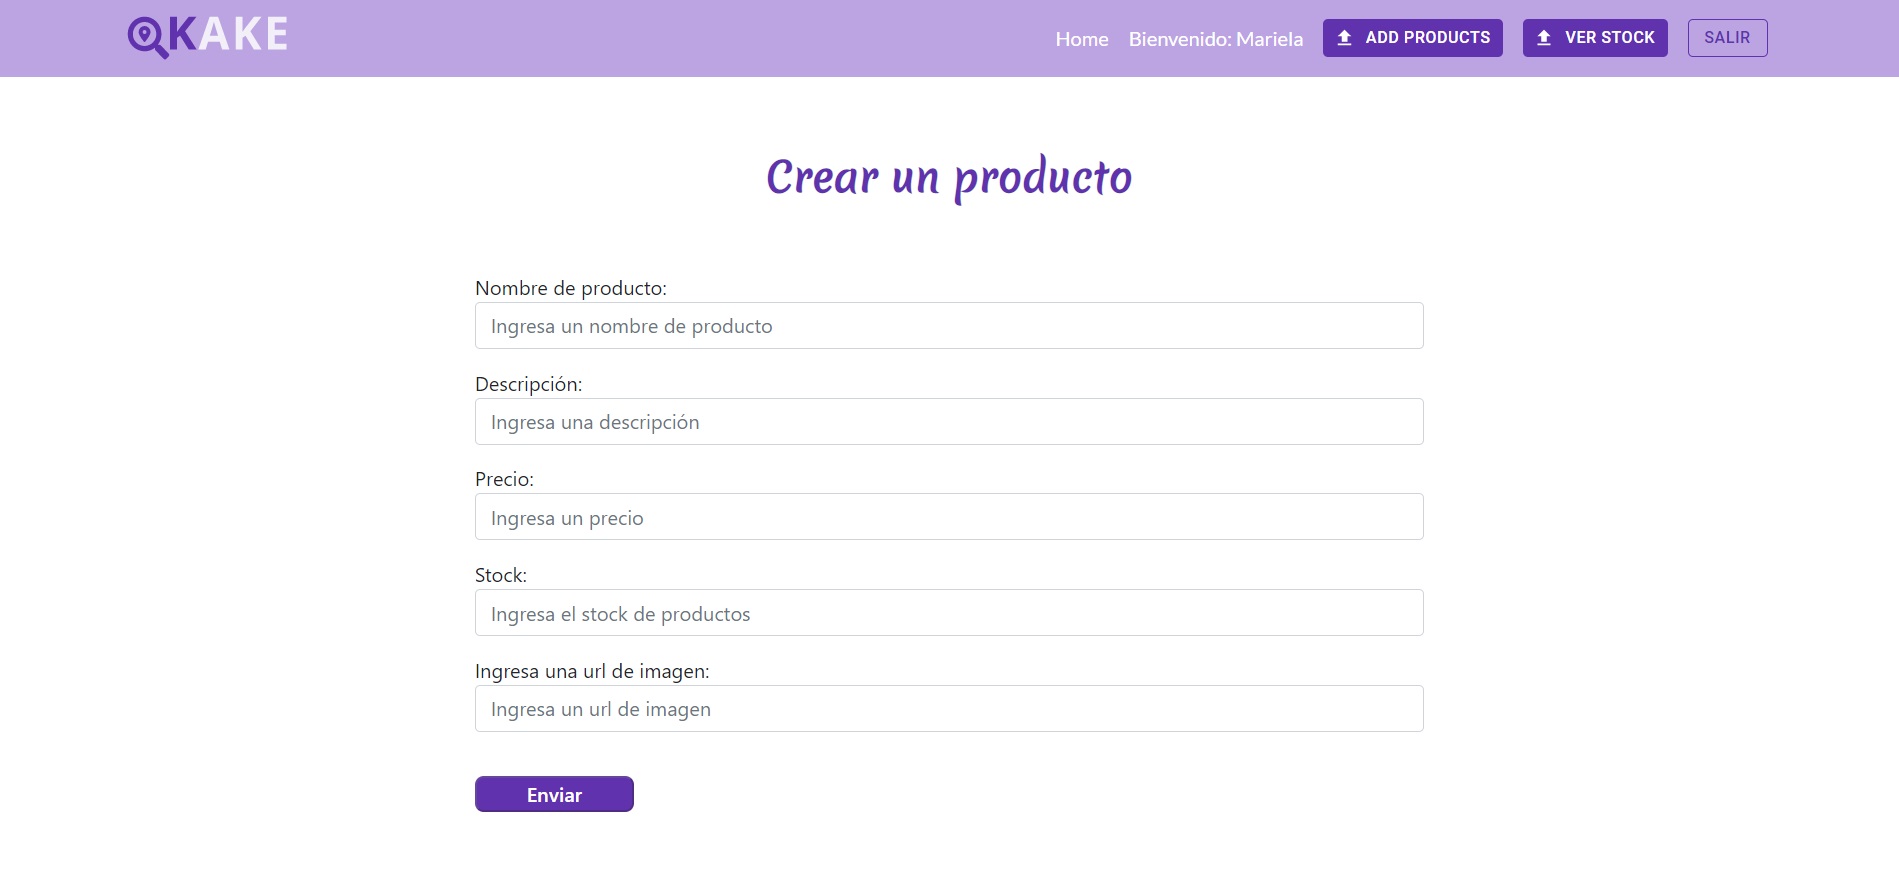 KAKE
Home Bienvenido: Mariela ADD PRODUCTS VER STOCK SALIR
Crear un producto
Nombre de producto:
Ingresa un nombre de producto
Descripción:
Ingresa una descripción
Precio:
Ingresa un precio
Stock:
Ingresa el stock de productos
Ingresa una url de imagen:
Ingresa un url de imagen
Enviar